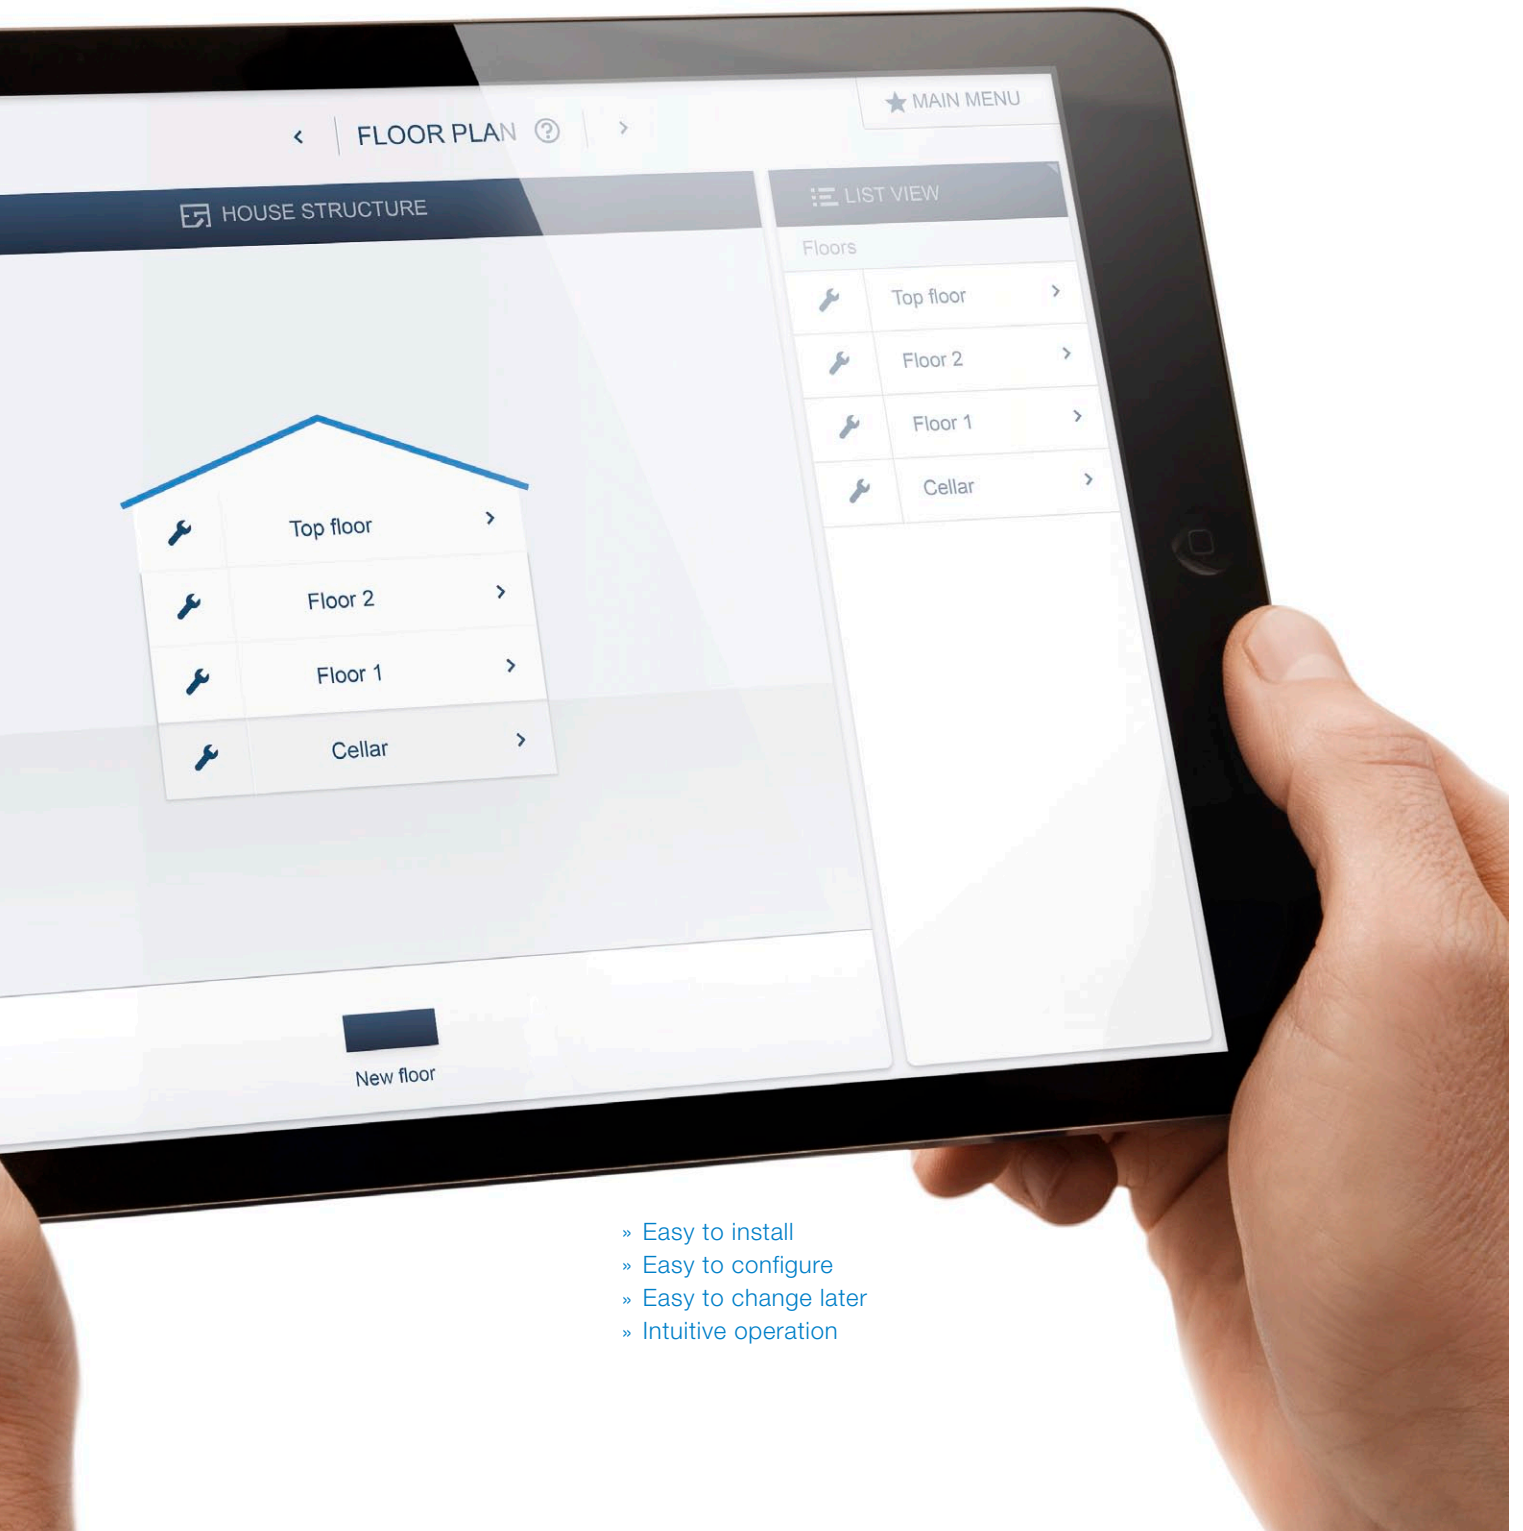 ★ MAIN MENU
‹ FLOOR PLAN ? ›
HOUSE STRUCTURE
Top floor
Floor 2
Floor 1
Cellar
New floor
LIST VIEW
Floors
Top floor
Floor 2
Floor 1
Cellar
» Easy to install
» Easy to configure
» Easy to change later
» Intuitive operation